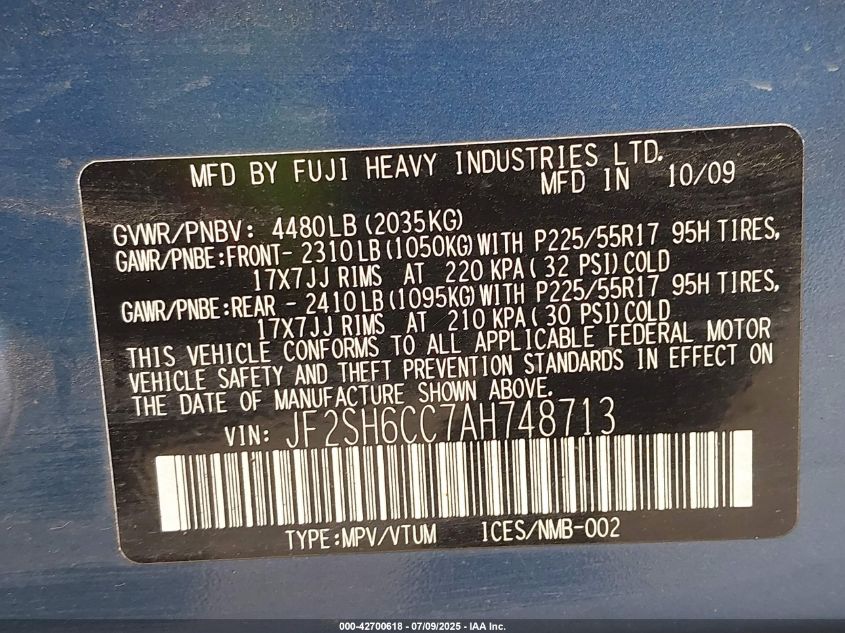 MFD BY FUJI HEAVY INDUSTRIES LTD.
MFD IN 10/09
GVWR/PNBV: 4480LB(2035KG)
GAWR/PNBE:FRONT- 2310LB(1050KG)WITH P225/55R17 95H TIRES,
17X7JJ RIMS AT 220 KPA( 32 PSI)COLD
GAWR/PNBE:REAR - 2410LB(1095KG)WITH P225/55R17 95H TIRES,
17X7JJ RIMS AT 210 KPA( 30 PSI)COLD
THIS VEHICLE CONFORMS TO ALL APPLICABLE FEDERAL MOTOR
VEHICLE SAFETY AND THEFT PREVENTION STANDARDS IN EFFECT ON
THE DATE OF MANUFACTURE SHOWN ABOVE.
VIN: JF2SH6CC7AH748713
TYPE:MPV/VTUM ICES/NMB-002
000-42700618 - 07/09/2025 - IAA Inc.